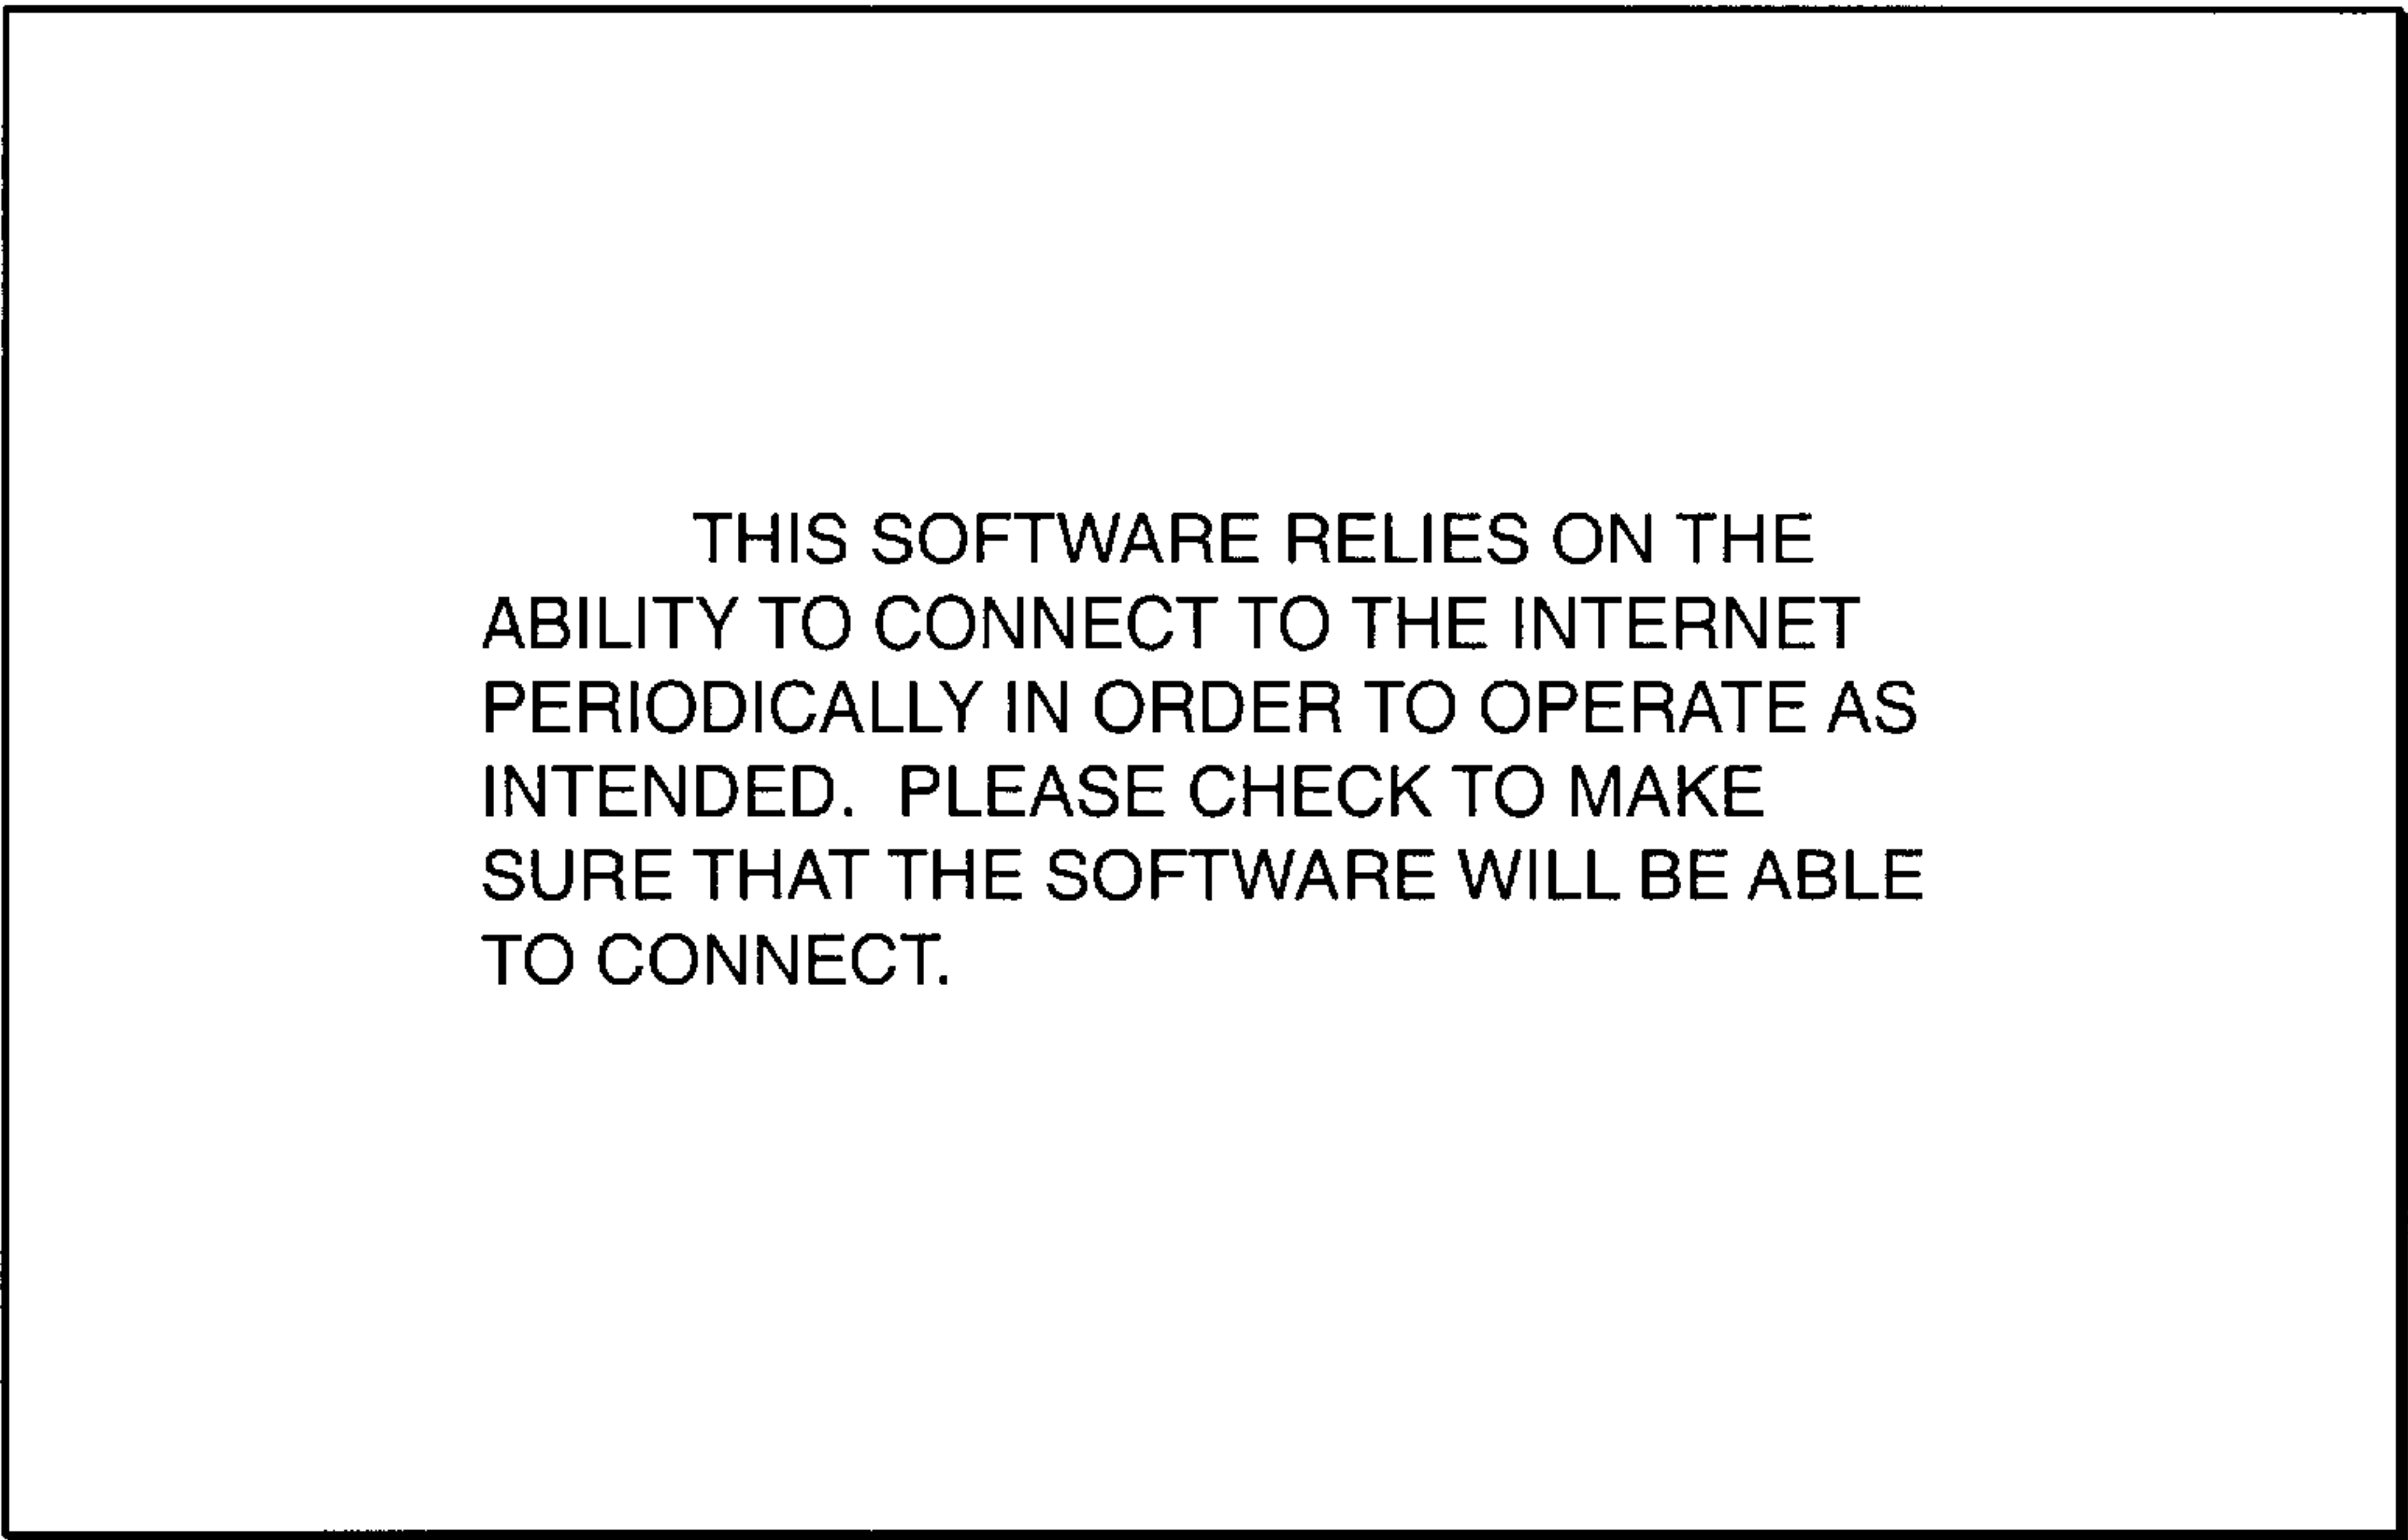 THIS SOFTWARE RELIES ON THE
ABILITY TO CONNECT TO THE INTERNET
PERIODICALLY IN ORDER TO OPERATE AS
INTENDED.  PLEASE CHECK TO MAKE
SURE THAT THE SOFTWARE WILL BE ABLE
TO CONNECT.